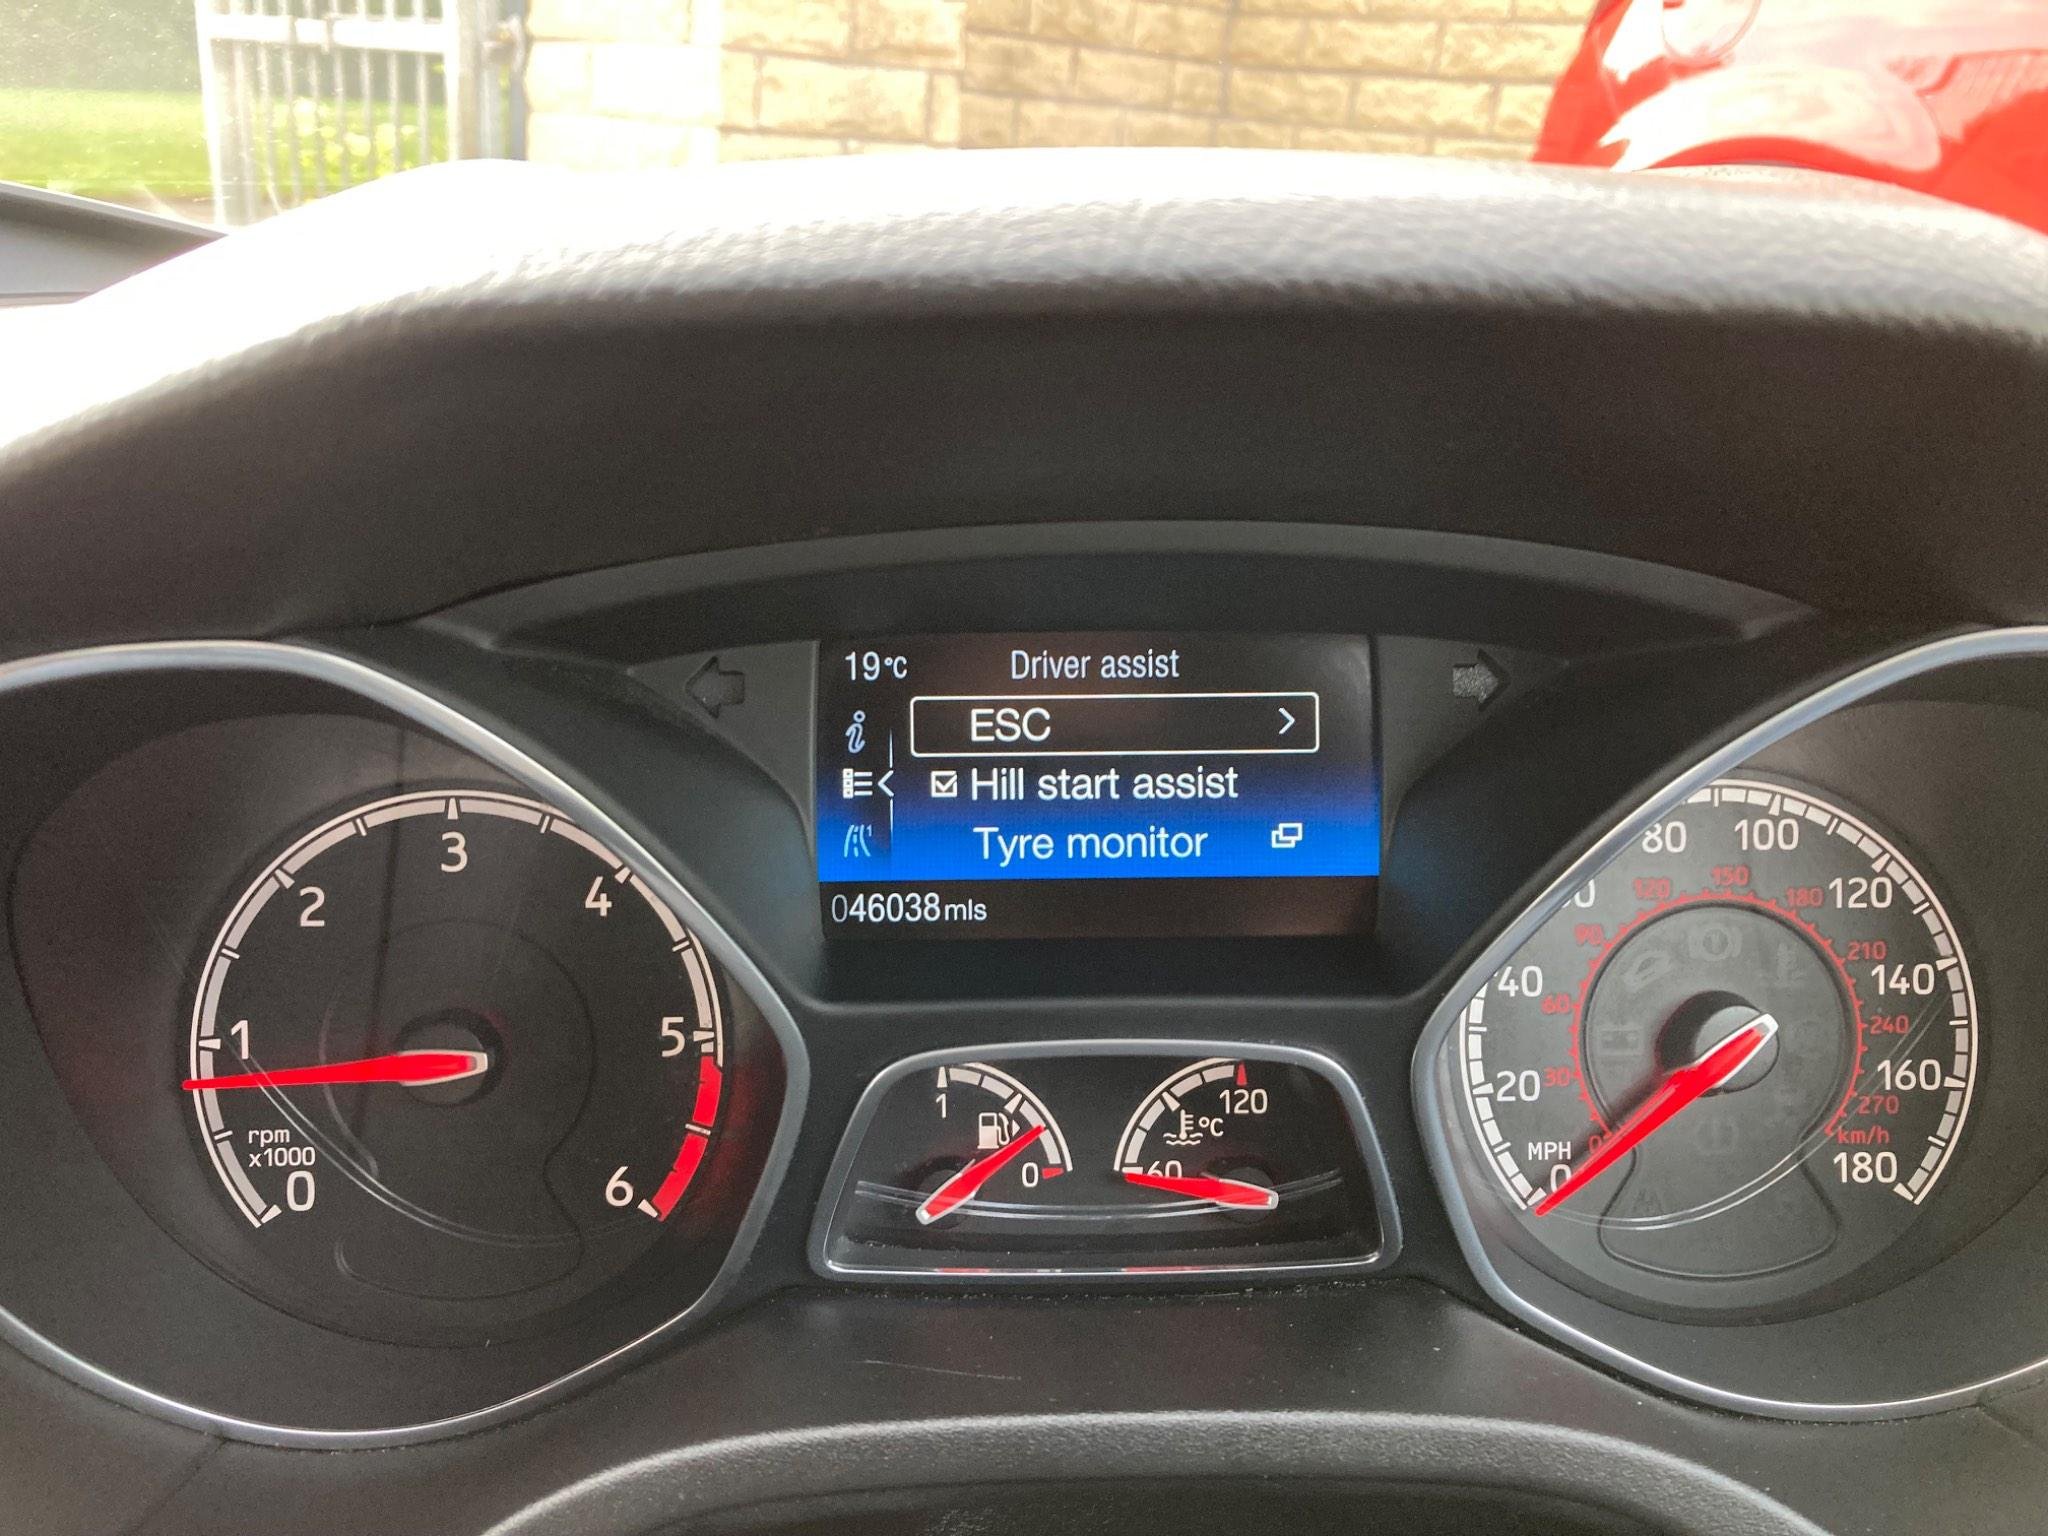 19°C Driver assist
ESC
Hill start assist
Tyre monitor
046038mls
0 1 2 3 4 5 6
rpm
x1000
1 0
60 120
°C
0 20 40 80 100 120 140 160 180
MPH
0 30 60 90 120 150 180 210 240 270
km/h